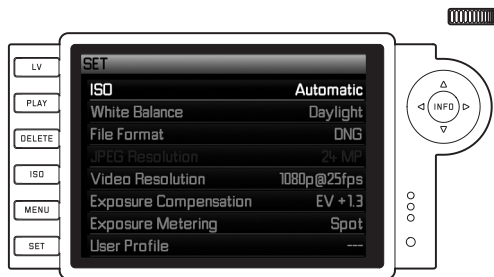 LV
PLAY
DELETE
ISO
MENU
SET
SET
ISO Automatic
White Balance Daylight
File Format DNG
JPEG Resolution 24 MP
Video Resolution 1080p@25fps
Exposure Compensation EV +1.3
Exposure Metering Spot
User Profile ---
INFO